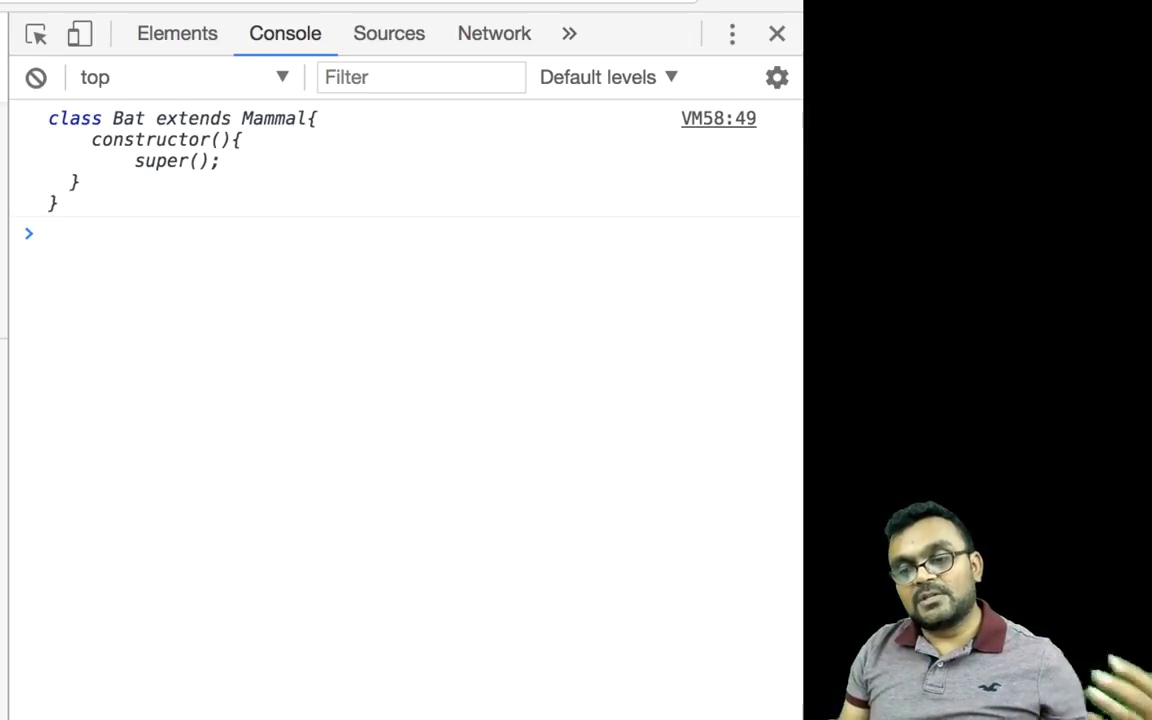 Elements Console Sources Network »
top Filter Default levels
class Bat extends Mammal{ VM58:49
constructor(){
super();
}
}
>